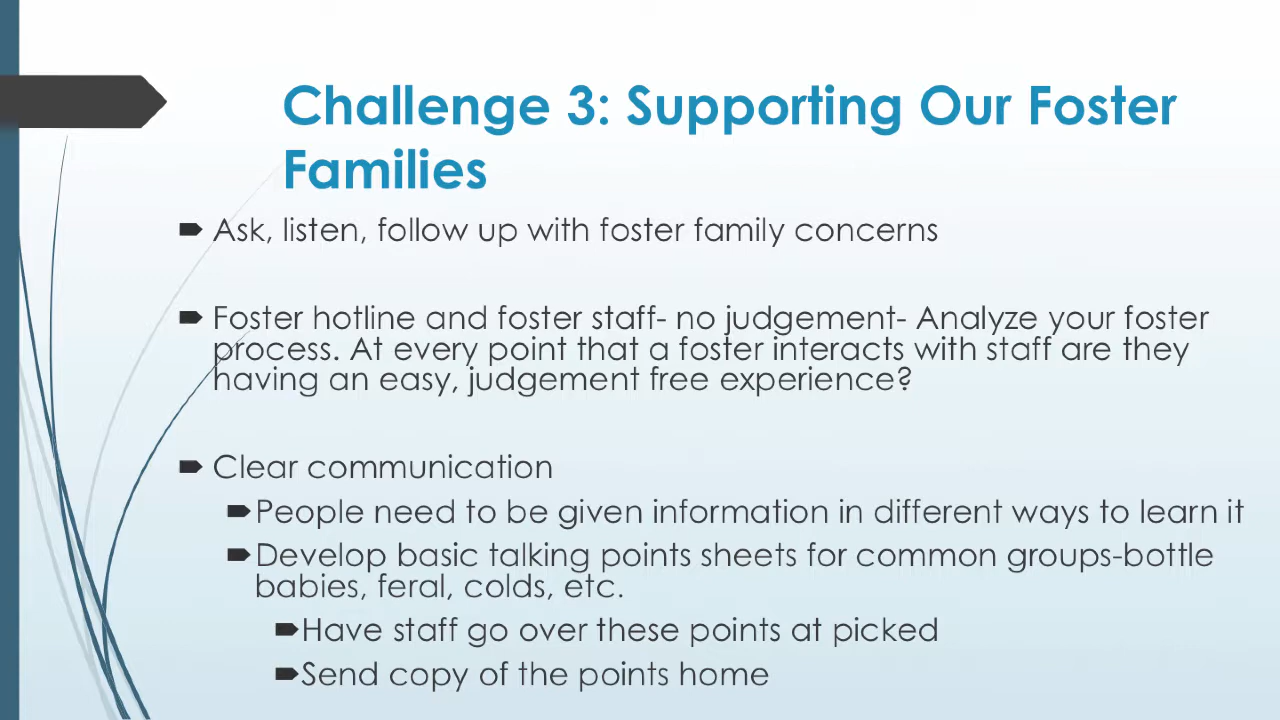 Challenge 3: Supporting Our Foster
Families
Ask, listen, follow up with foster family concerns
Foster hotline and foster staff- no judgement- Analyze your foster
process. At every point that a foster interacts with staff are they
having an easy, judgement free experience?
Clear communication
People need to be given information in different ways to learn it
Develop basic talking points sheets for common groups-bottle
babies, feral, colds, etc.
Have staff go over these points at picked
Send copy of the points home